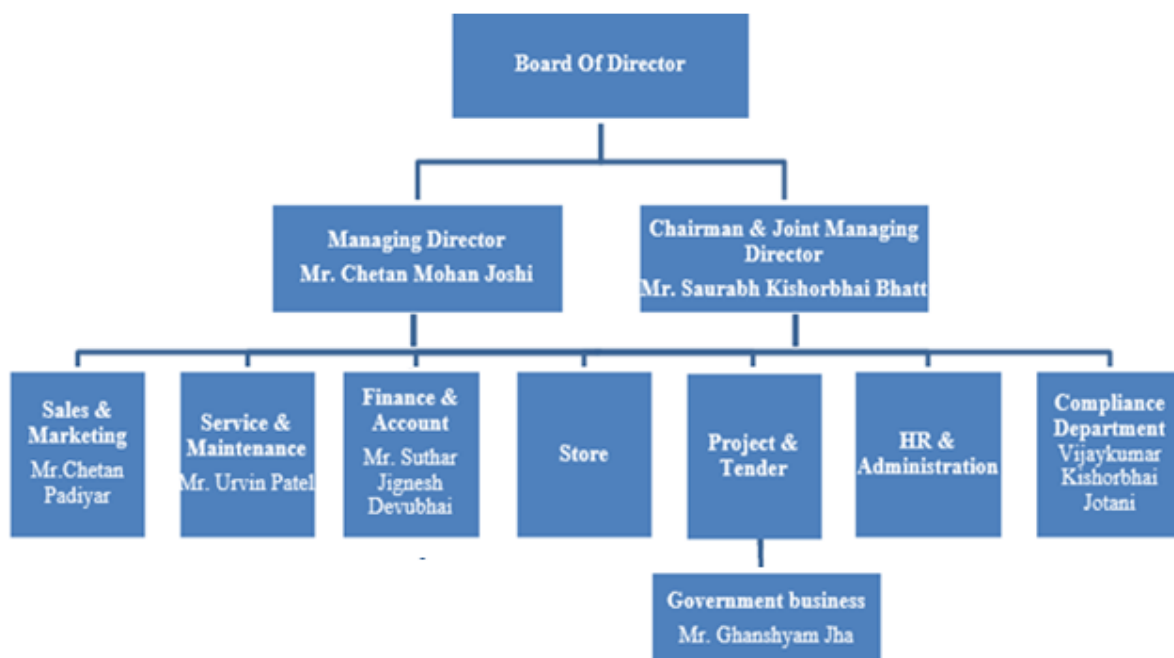 Board Of Director
Managing Director
Mr. Chetan Mohan Joshi
Chairman & Joint Managing
Director
Mr. Saurabh Kishorbhai Bhatt
Sales &
Marketing
Mr.Chetan
Padiyar
Service &
Maintenance
Mr. Urvin Patel
Finance &
Account
Mr. Suthar
Jignesh
Devubhai
Store
Project &
Tender
HR &
Administration
Compliance
Department
Vijaykumar
Kishorbhai
Jotani
-
Government business
Mr. Ghanshyam Jha